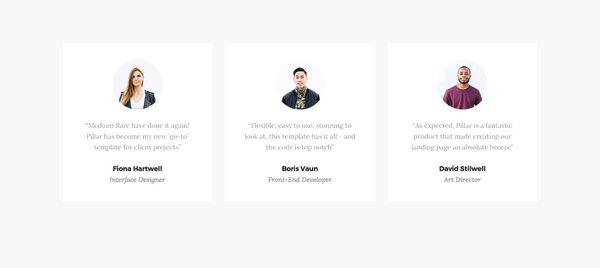 “Medium Rare have done it again!
Pillar has become my new ‘go-to’
template for client projects”
Fiona Hartwell
Interface Designer
“Flexible, easy to use, stunning to
look at, this template has it all - and
the code is top notch”
Boris Vaun
Front-End Developer
“As expected, Pillar is a fantastic
product that made creating our
landing page an absolute breeze”
David Stilwell
Art Director